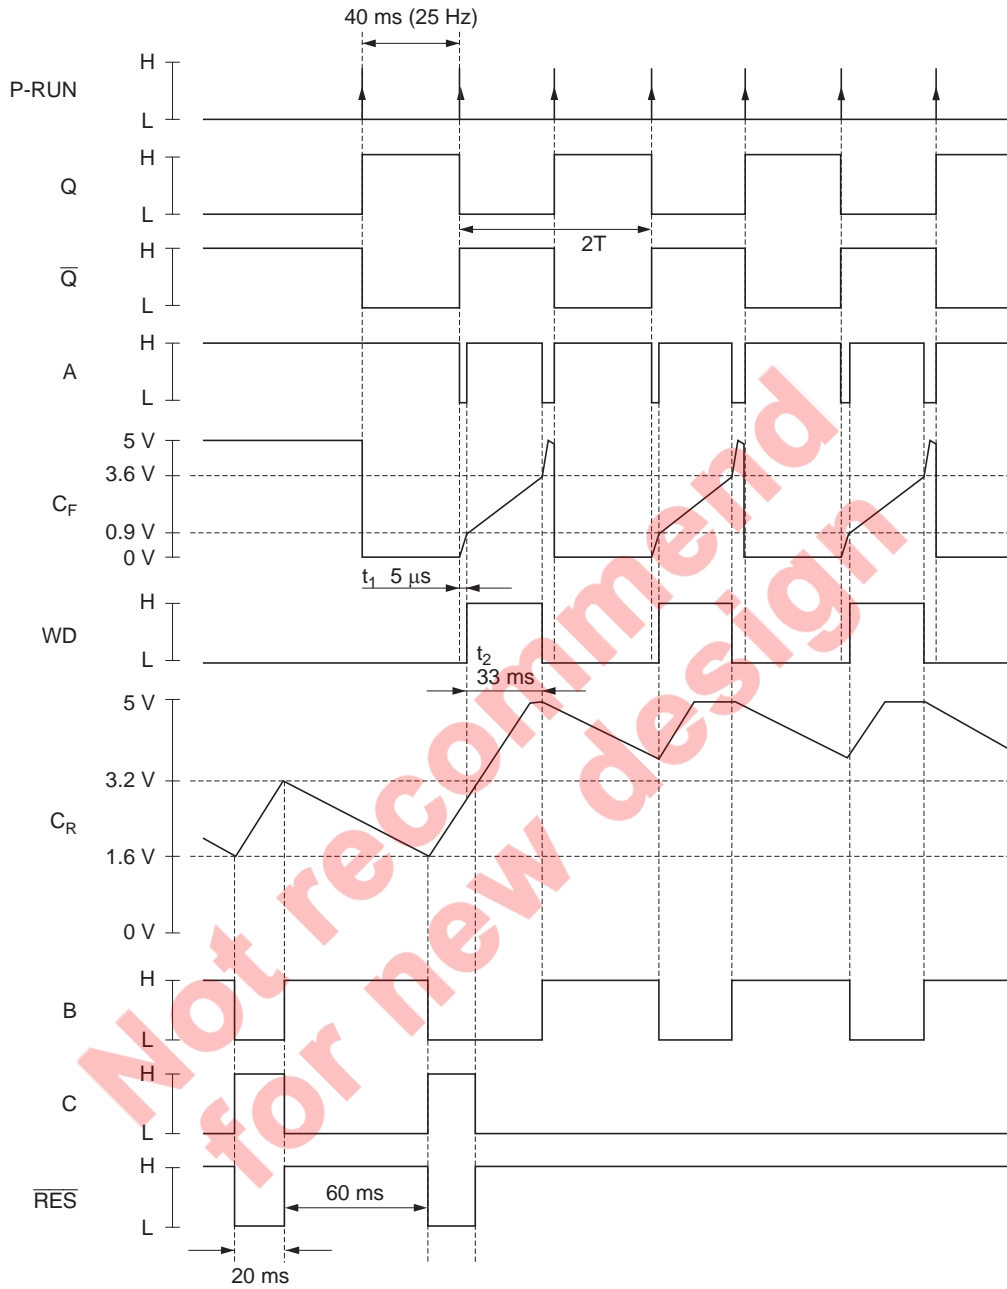 40 ms (25 Hz)
H
P-RUN
L
H
Q
L
2T
H
Q
L
H
A
L
5 V
3.6 V
CF
0.9 V
0 V
t1 5 μs
H
WD
L
t2
33 ms
5 V
3.2 V
CR
1.6 V
0 V
H
B
L
H
C
L
H
RES
60 ms
L
20 ms
Not recommend
for new design